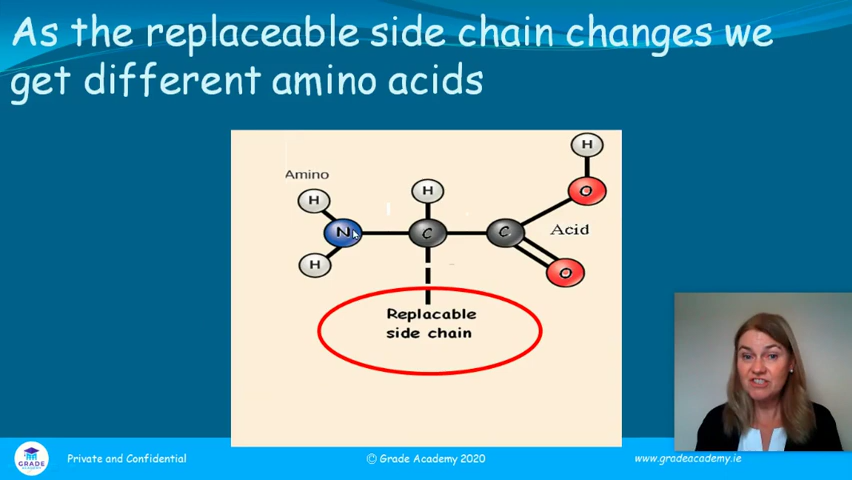 As the replaceable side chain changes we
get different amino acids
Amino
H
H
N
H
C
C
H
O
Acid
O
Replacable
side chain
GRADE
ACADEMY
Private and Confidential
© Grade Academy 2020
www.gradeacademy.ie